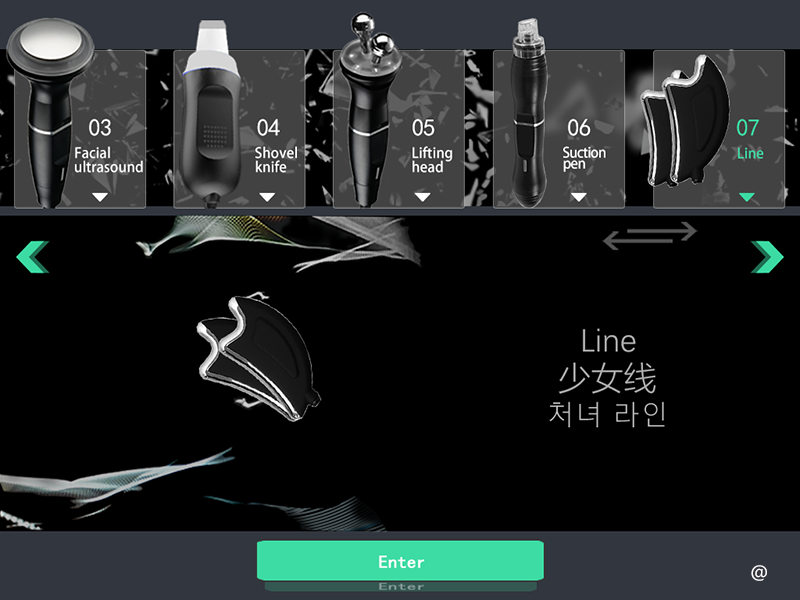 03
Facial
ultrasound
04
Shovel
knife
05
Lifting
head
06
Suction
pen
07
Line
Line
少女线
처녀 라인
Enter
Enter
@